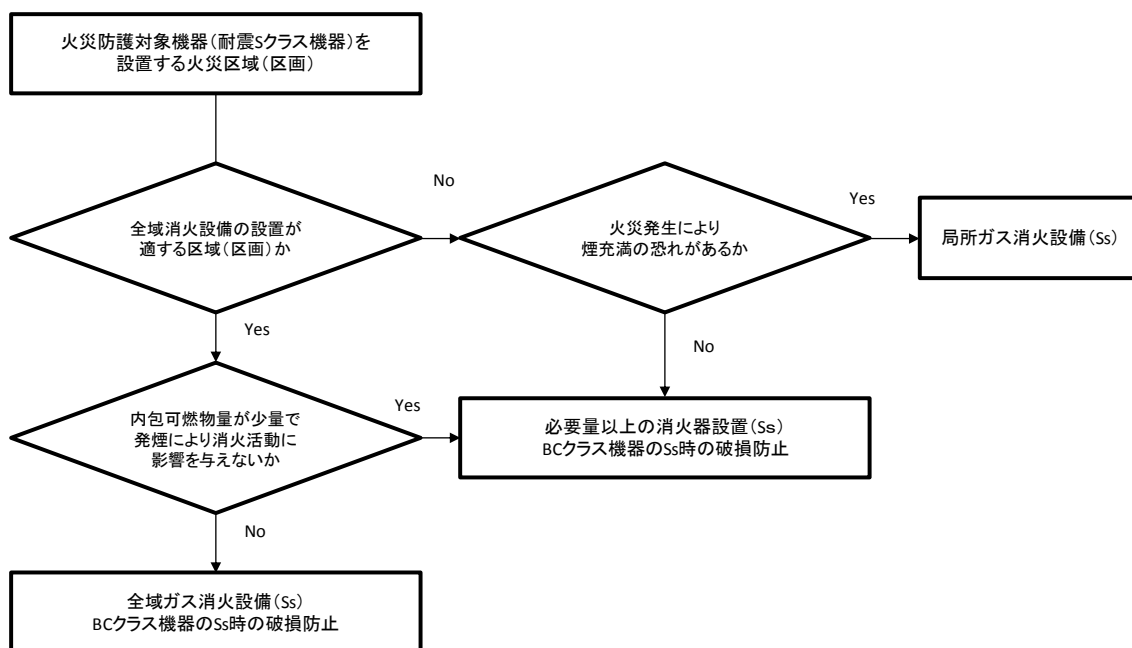 火災防護対象機器(耐震Sクラス機器)を
設置する火災区域(区画)
全域消火設備の設置が
適する区域(区画)か
No
火災発生により
煙充満の恐れがあるか
Yes
局所ガス消火設備(Ss)
Yes
No
内包可燃物量が少量で
発煙により消火活動に
影響を与えないか
Yes
必要量以上の消火器設置(Ss)
BCクラス機器のSs時の破損防止
No
全域ガス消火設備(Ss)
BCクラス機器のSs時の破損防止